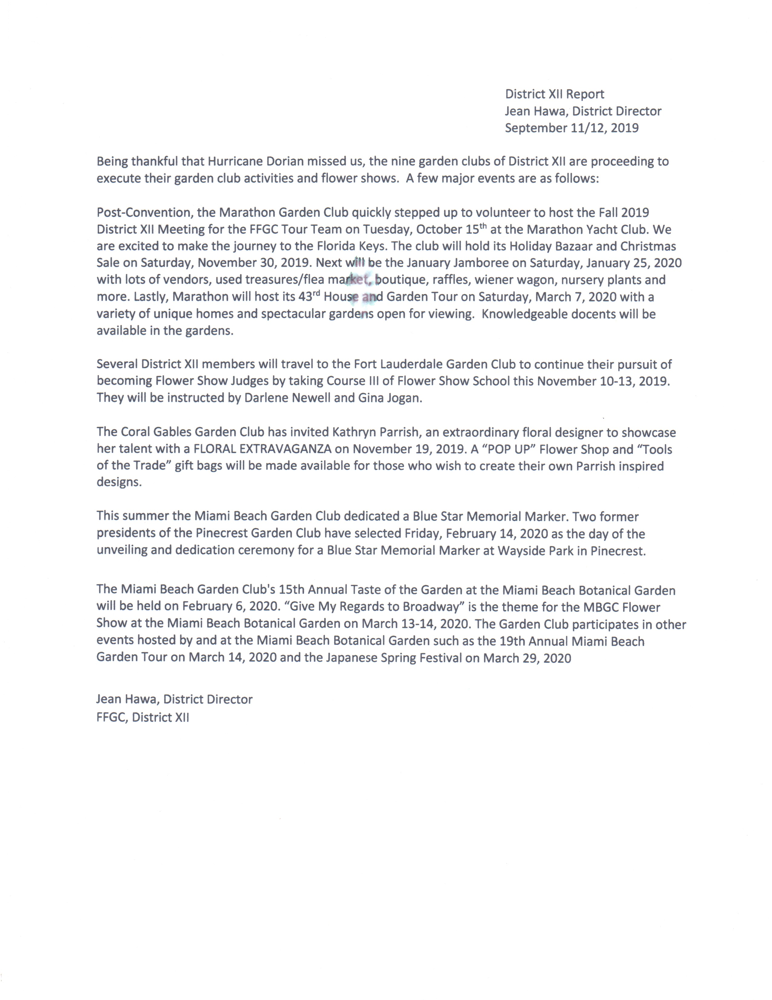 District XII Report
Jean Hawa, District Director
September 11/12, 2019
Being thankful that Hurricane Dorian missed us, the nine garden clubs of District XII are proceeding to
execute their garden club activities and flower shows.  A few major events are as follows:
Post-Convention, the Marathon Garden Club quickly stepped up to volunteer to host the Fall 2019
District XII Meeting for the FFGC Tour Team on Tuesday, October 15th at the Marathon Yacht Club. We
are excited to make the journey to the Florida Keys. The club will hold its Holiday Bazaar and Christmas
Sale on Saturday, November 30, 2019. Next will be the January Jamboree on Saturday, January 25, 2020
with lots of vendors, used treasures/flea market, boutique, raffles, wiener wagon, nursery plants and
more. Lastly, Marathon will host its 43rd House and Garden Tour on Saturday, March 7, 2020 with a
variety of unique homes and spectacular gardens open for viewing.  Knowledgeable docents will be
available in the gardens.
Several District XII members will travel to the Fort Lauderdale Garden Club to continue their pursuit of
becoming Flower Show Judges by taking Course III of Flower Show School this November 10-13, 2019.
They will be instructed by Darlene Newell and Gina Jogan.
The Coral Gables Garden Club has invited Kathryn Parrish, an extraordinary floral designer to showcase
her talent with a FLORAL EXTRAVAGANZA on November 19, 2019. A “POP UP” Flower Shop and “Tools
of the Trade” gift bags will be made available for those who wish to create their own Parrish inspired
designs.
This summer the Miami Beach Garden Club dedicated a Blue Star Memorial Marker. Two former
presidents of the Pinecrest Garden Club have selected Friday, February 14, 2020 as the day of the
unveiling and dedication ceremony for a Blue Star Memorial Marker at Wayside Park in Pinecrest.
The Miami Beach Garden Club's 15th Annual Taste of the Garden at the Miami Beach Botanical Garden
will be held on February 6, 2020. “Give My Regards to Broadway” is the theme for the MBGC Flower
Show at the Miami Beach Botanical Garden on March 13-14, 2020. The Garden Club participates in other
events hosted by and at the Miami Beach Botanical Garden such as the 19th Annual Miami Beach
Garden Tour on March 14, 2020 and the Japanese Spring Festival on March 29, 2020
Jean Hawa, District Director
FFGC, District XII